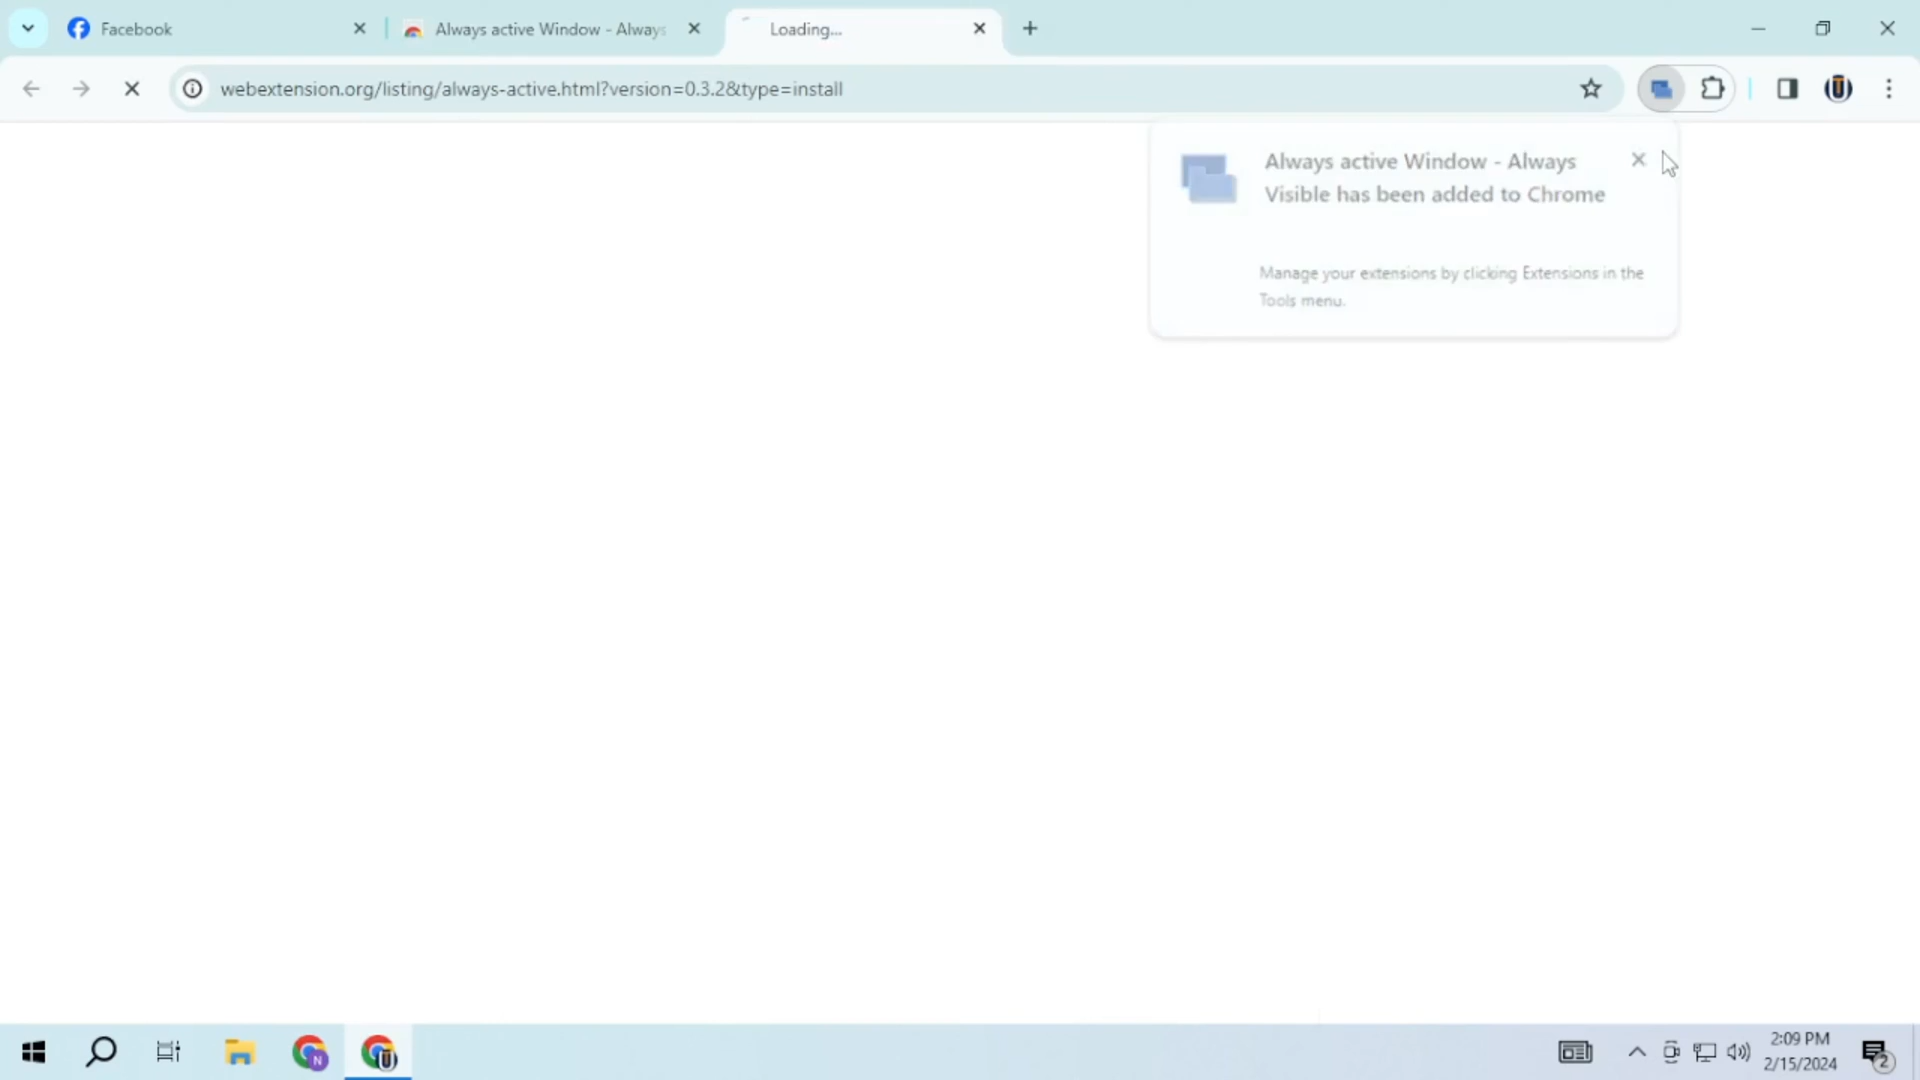 Facebook
Always active Window - Always
Loading...
webextension.org/listing/always-active.html?version=0.3.2&type=install
Always active Window - Always
Visible has been added to Chrome
Manage your extensions by clicking Extensions in the
Tools menu.
N
2:09 PM
2/15/2024
2